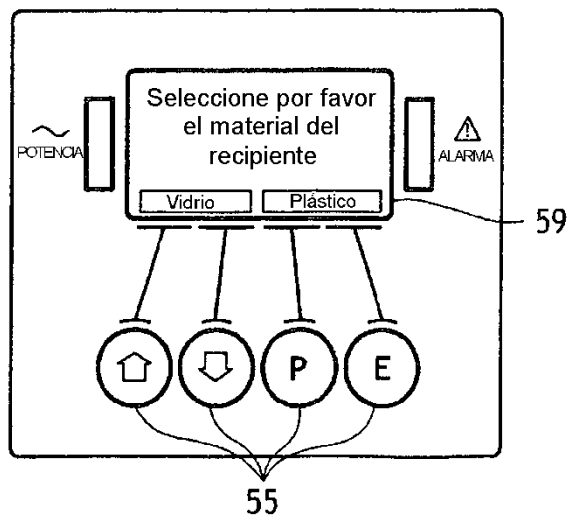 Seleccione por favor
el material del
recipiente
POTENCIA
ALARMA
Vidrio Plástico
59
P E
55